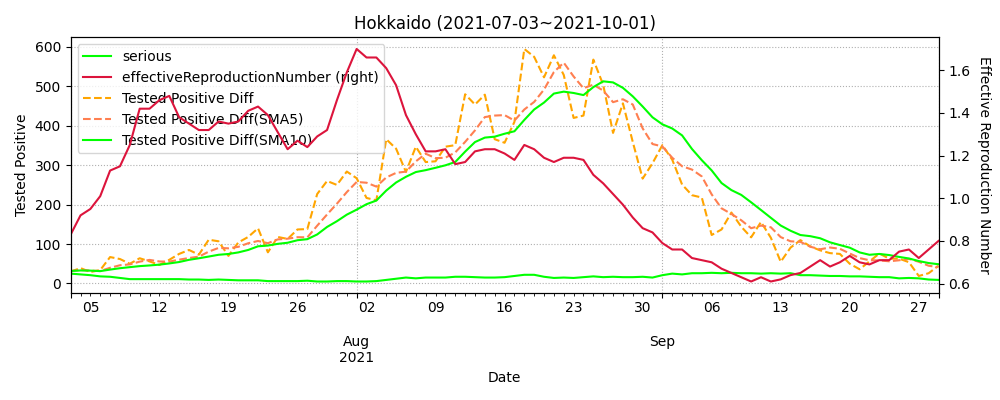 Hokkaido (2021-07-03~2021-10-01)
serious
effectiveReproductionNumber (right)
Tested Positive Diff
Tested Positive Diff(SMA5)
Tested Positive Diff(SMA10)
Tested Positive
600
500
400
300
200
100
0
1.6
1.4
1.2
1.0
0.8
0.6
Effective Reproduction Number
05 12 19 26 02 09 16 23 30 06 13 20 27
Aug
2021
Sep
Date